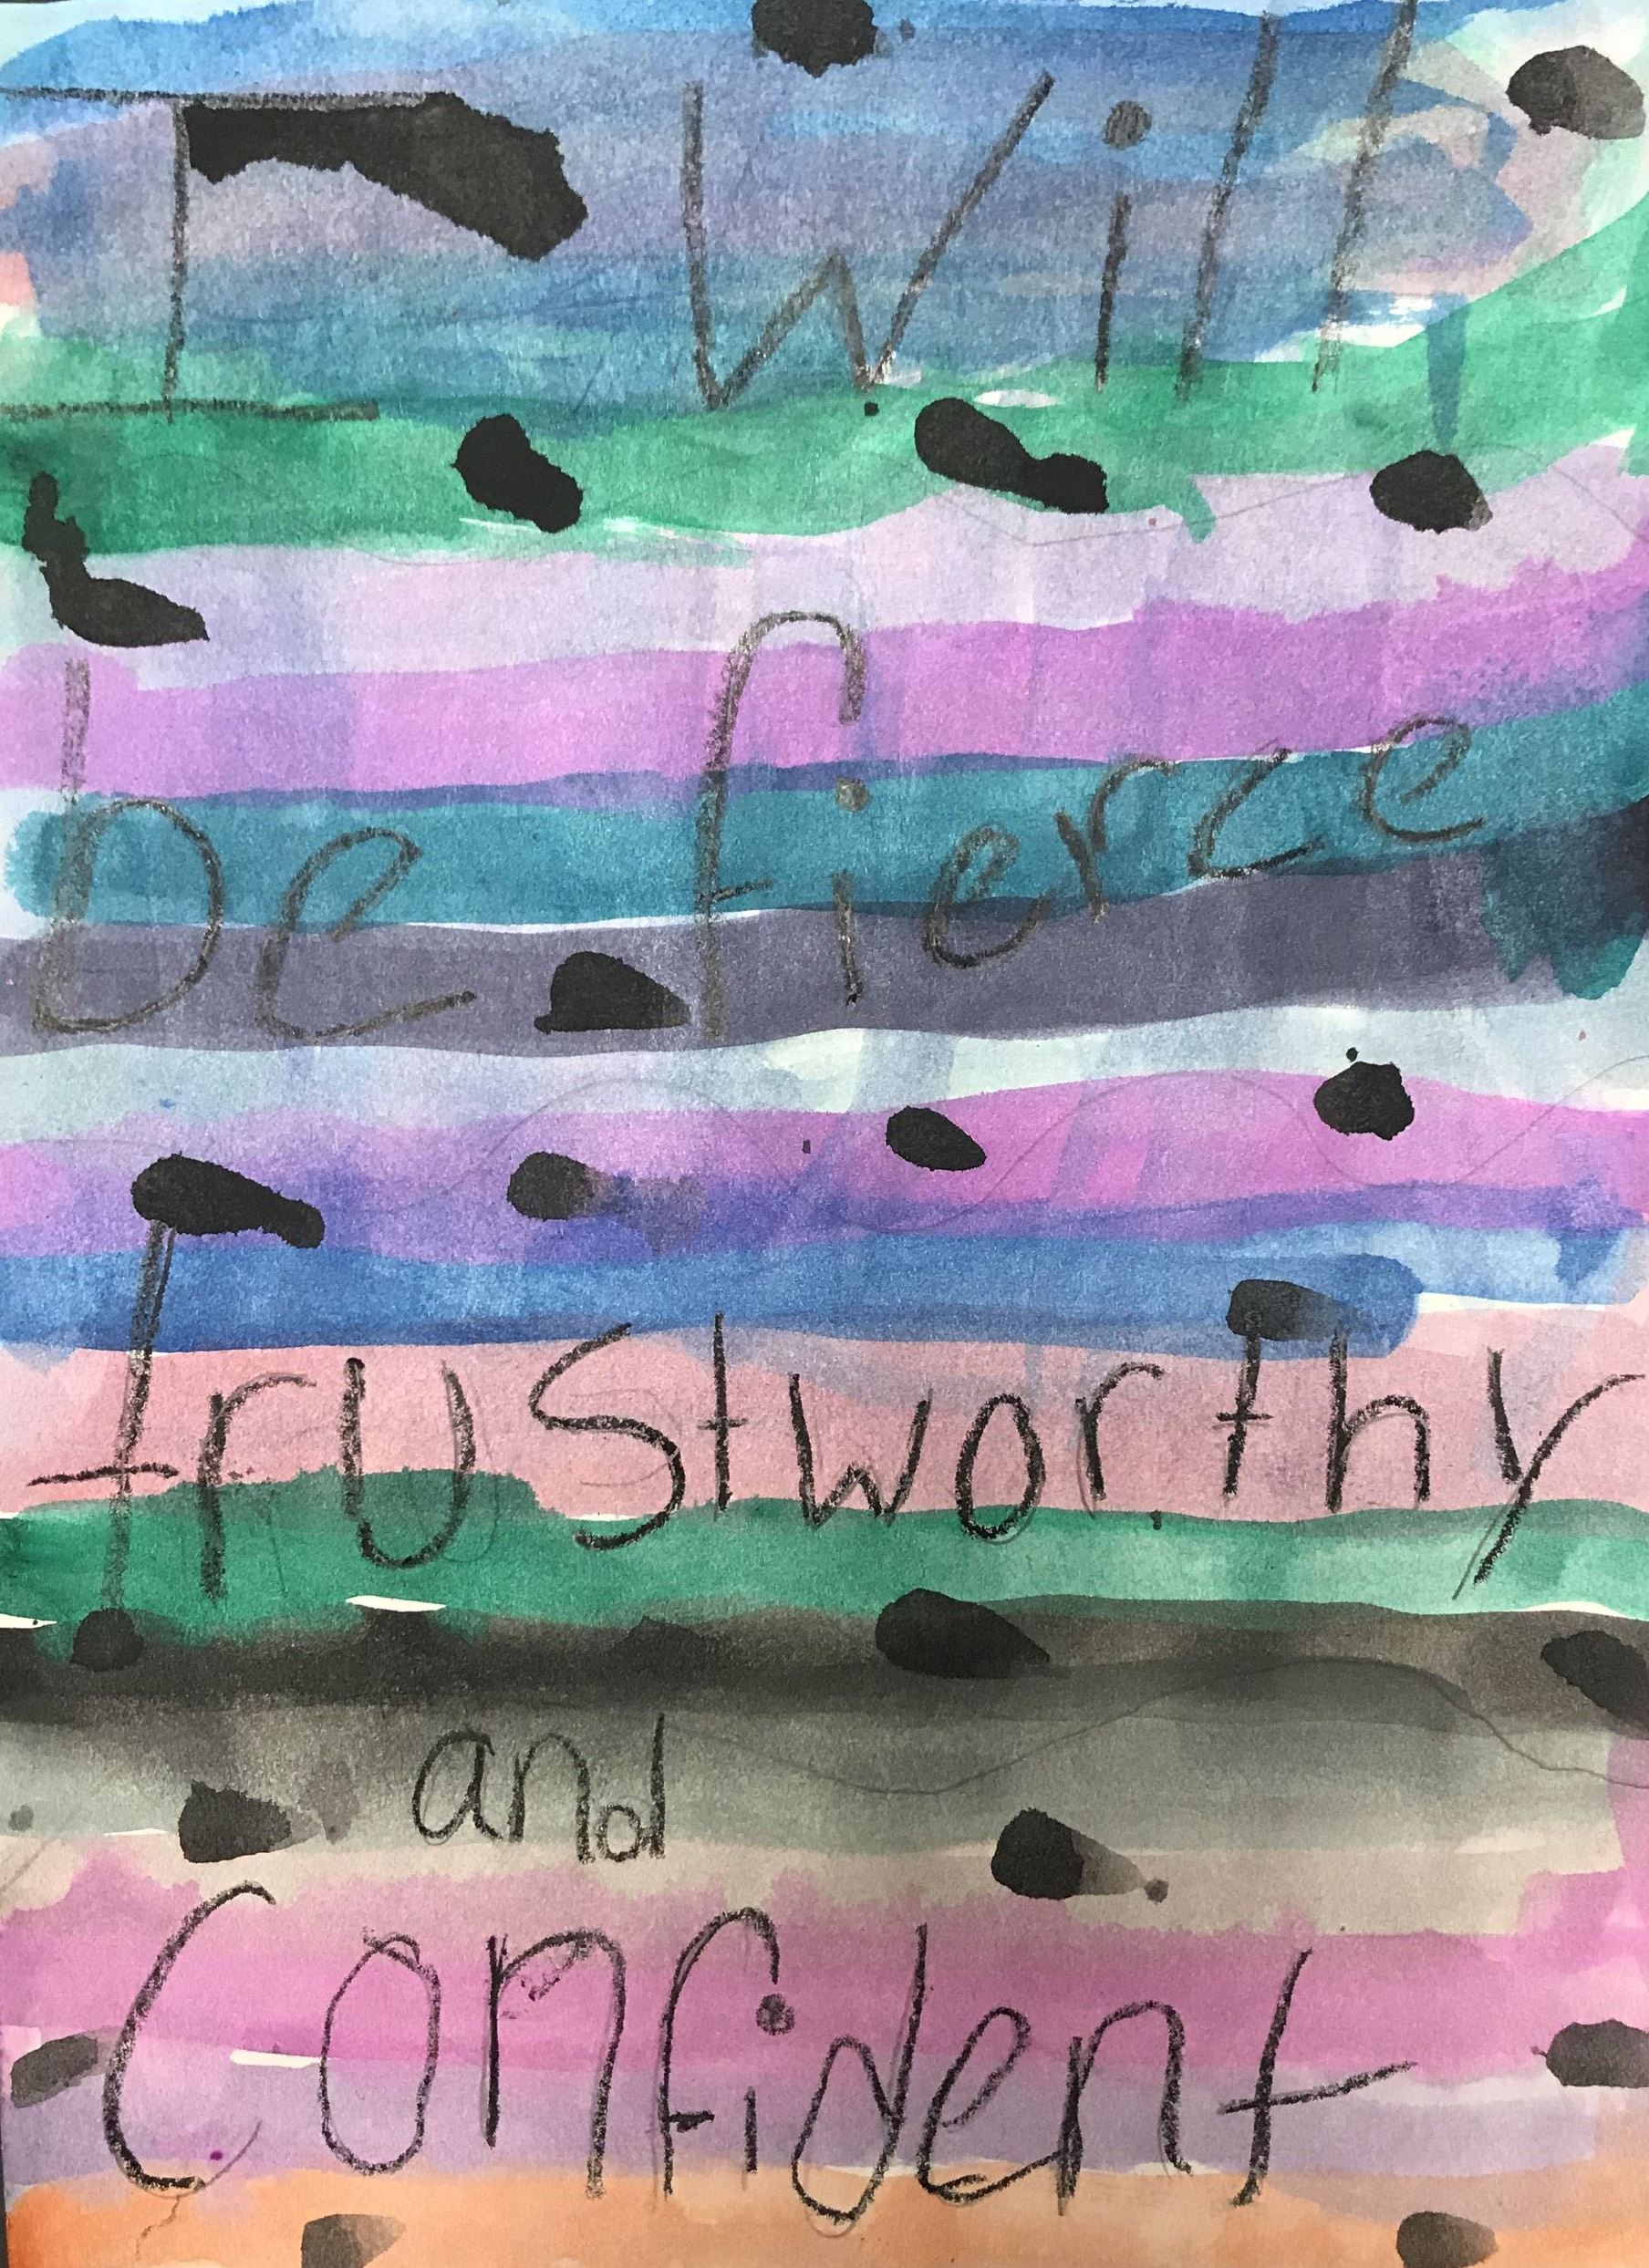 I Will
be fierce
trustworthy
and
Confident